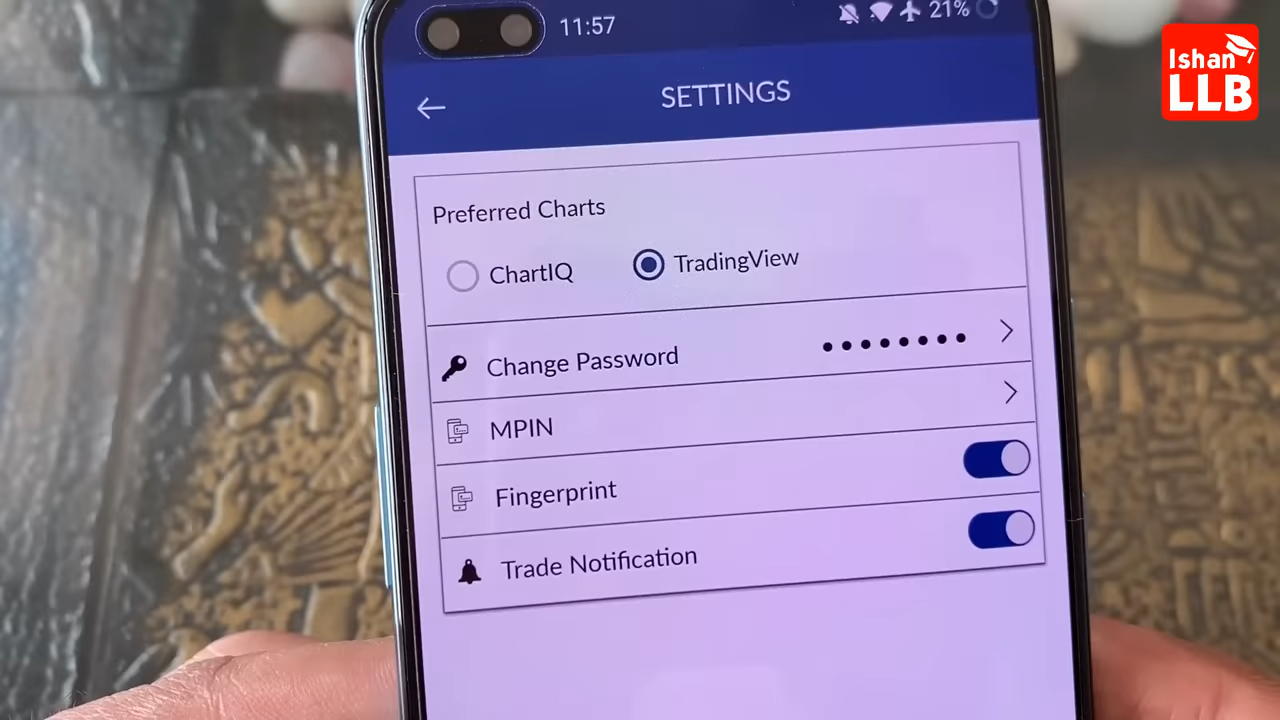 11:57
21%
Ishan
LLB
SETTINGS
Preferred Charts
ChartIQ
TradingView
Change Password
MPIN
Fingerprint
Trade Notification